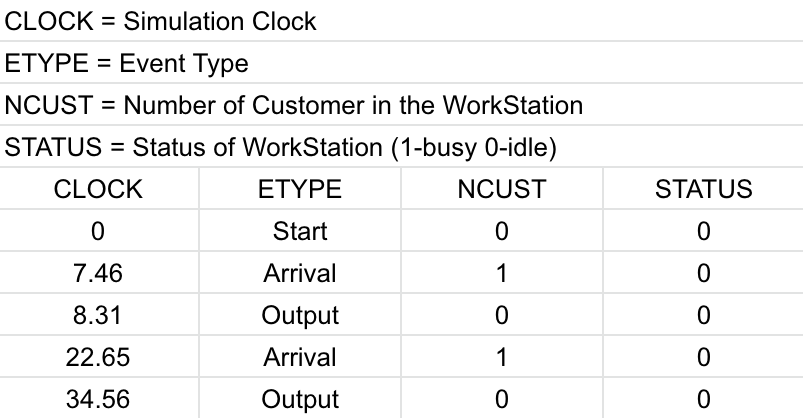 CLOCK = Simulation Clock
ETYPE = Event Type
NCUST = Number of Customer in the WorkStation
STATUS = Status of WorkStation (1-busy 0-idle)
CLOCK ETYPE NCUST STATUS
0 Start 0 0
7.46 Arrival 1 0
8.31 Output 0 0
22.65 Arrival 1 0
34.56 Output 0 0